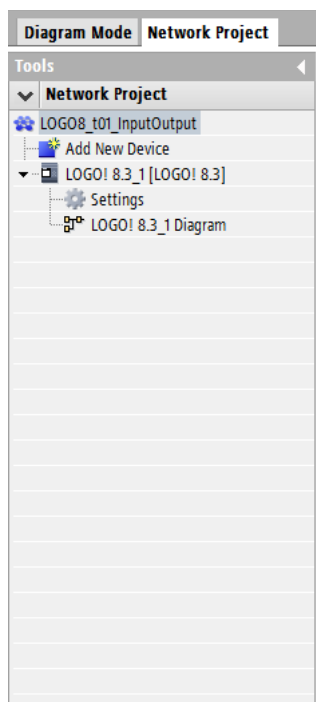 Diagram Mode Network Project
Tools
Network Project
LOGO8_t01_InputOutput
Add New Device
LOGO! 8.3_1 [LOGO! 8.3]
Settings
LOGO! 8.3_1 Diagram